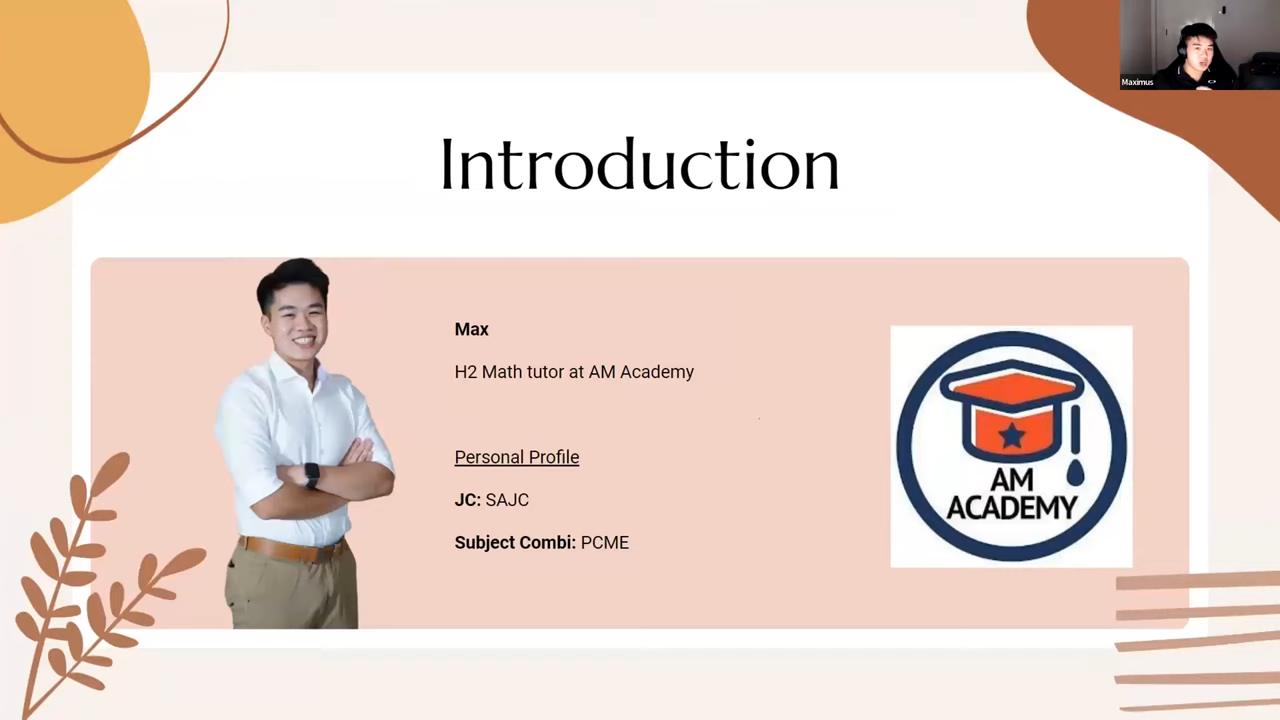 Maximus
Introduction
Max
H2 Math tutor at AM Academy
Personal Profile
JC: SAJC
Subject Combi: PCME
AM
ACADEMY